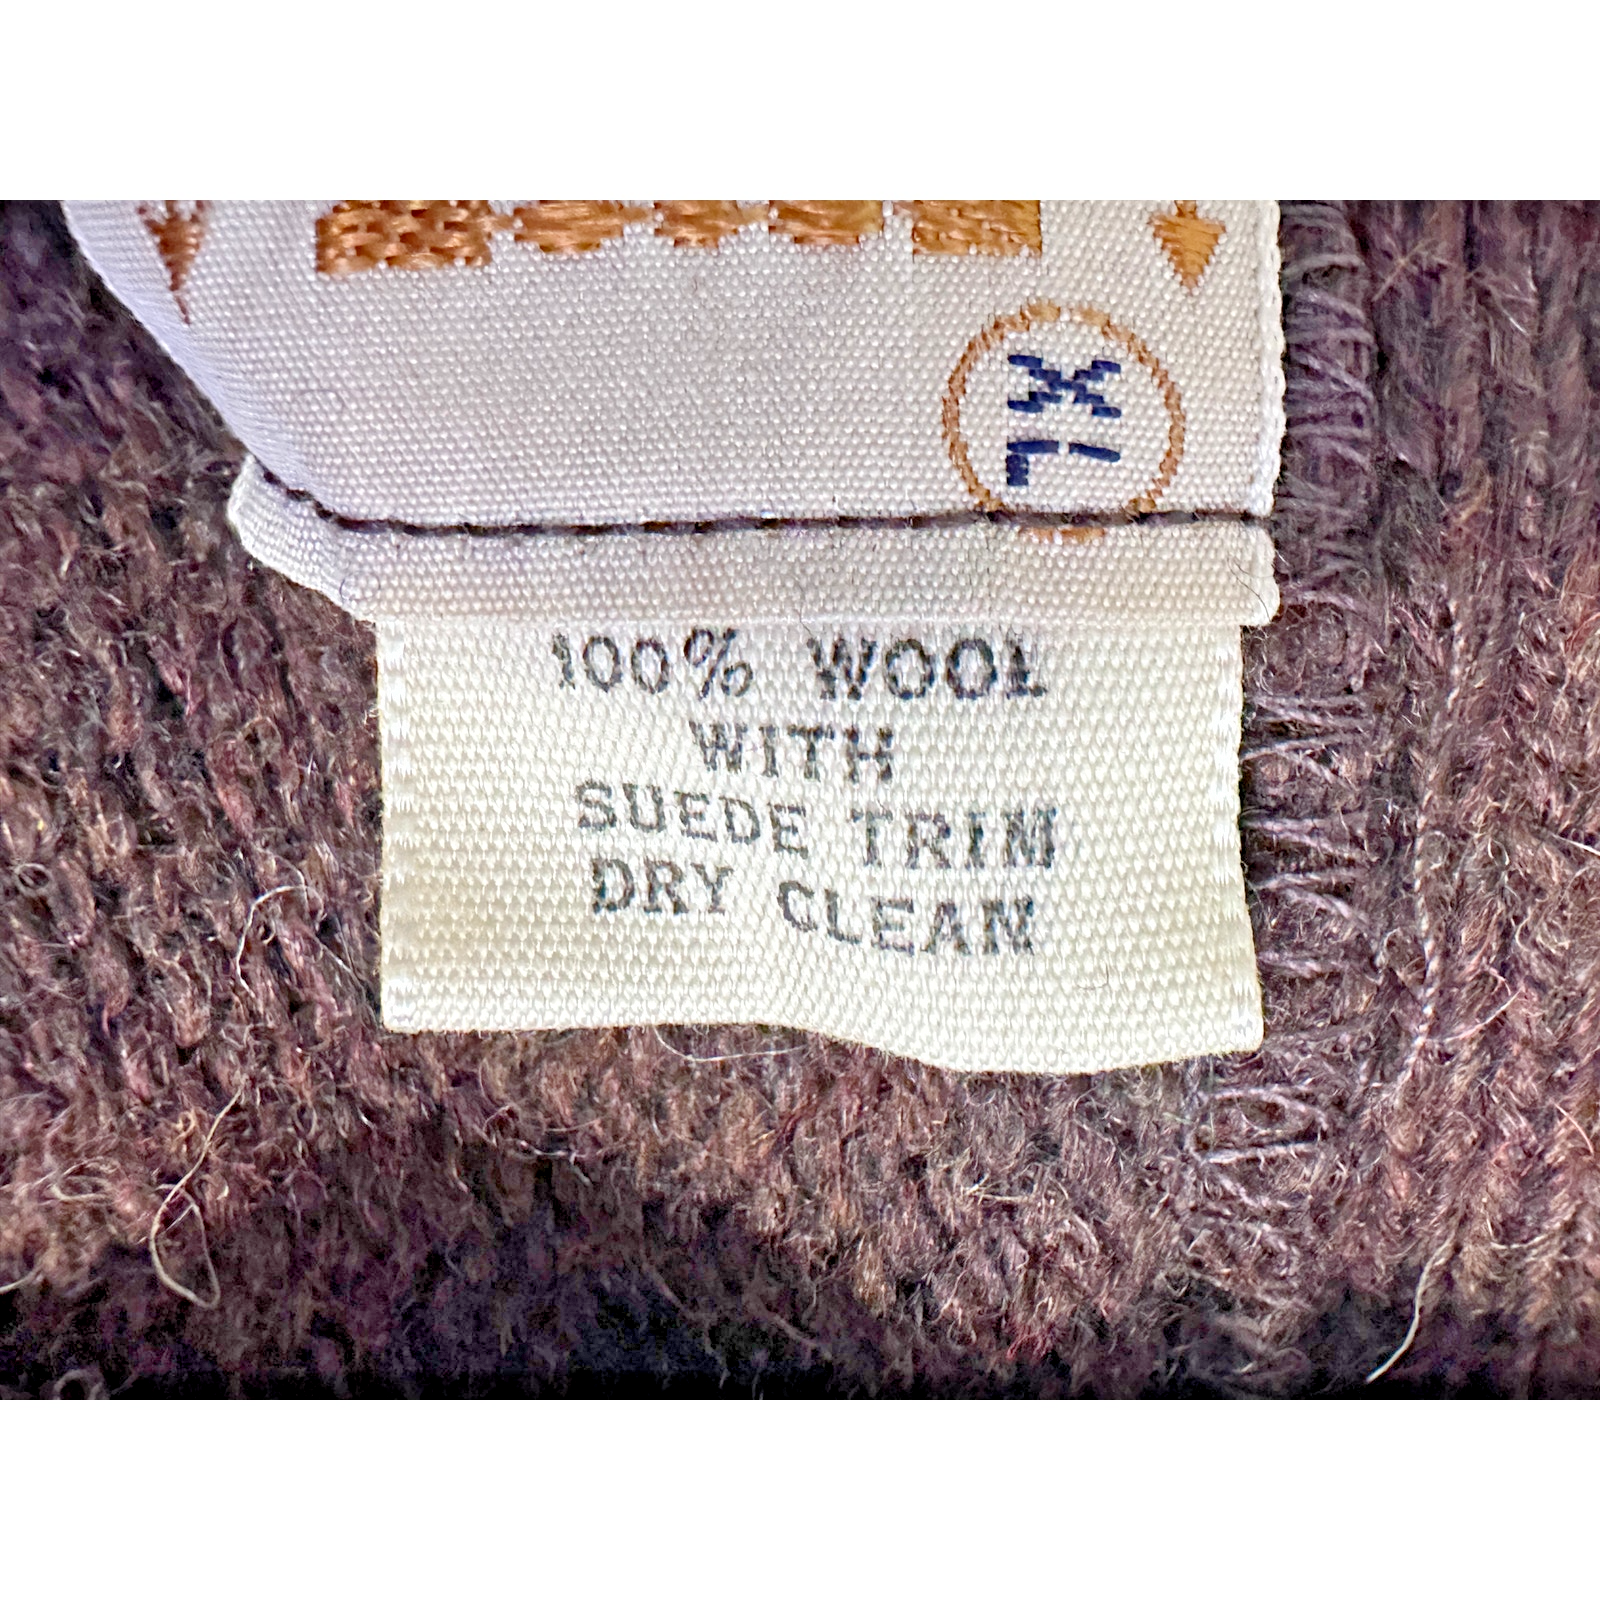 XL
100% WOOL
WITH
SUEDE TRIM
DRY CLEAN